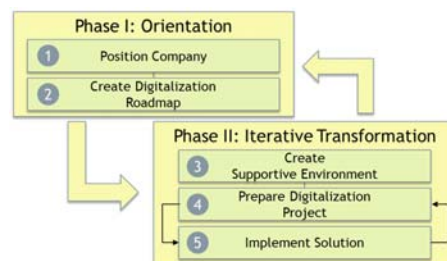 Phase I: Orientation
1 Position Company
2 Create Digitalization
Roadmap
Phase II: Iterative Transformation
3 Create
Supportive Environment
4 Prepare Digitalization
Project
5 Implement Solution